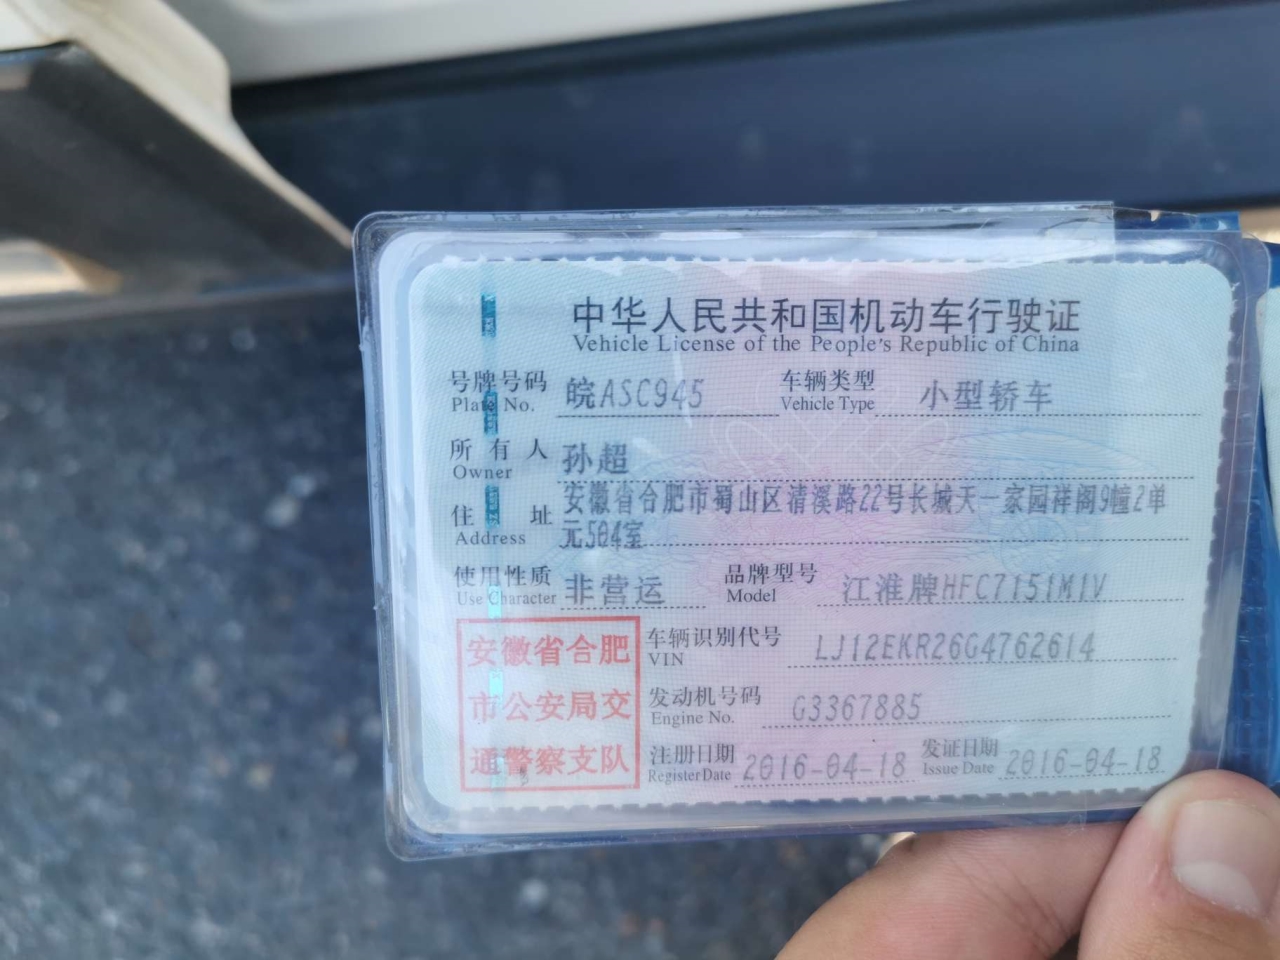 中华人民共和国机动车行驶证
Vehicle License of the People's Republic of China
号牌号码 皖ASC945 车辆类型 小型轿车
Plate No. Vehicle Type
所有人 孙超
Owner
住址 安徽省合肥市蜀山区清溪路22号长城天一家园祥阁9幢2单
Address 元504室
使用性质 非营运 品牌型号 江淮牌HFC7151M1V
Use Character Model
安徽省合肥
市公安局交
通警察支队
车辆识别代号 LJ12EKR26G4762614
VIN
发动机号码 G3367885
Engine No.
注册日期 2016-04-18 发证日期 2016-04-18
Register Date Issue Date